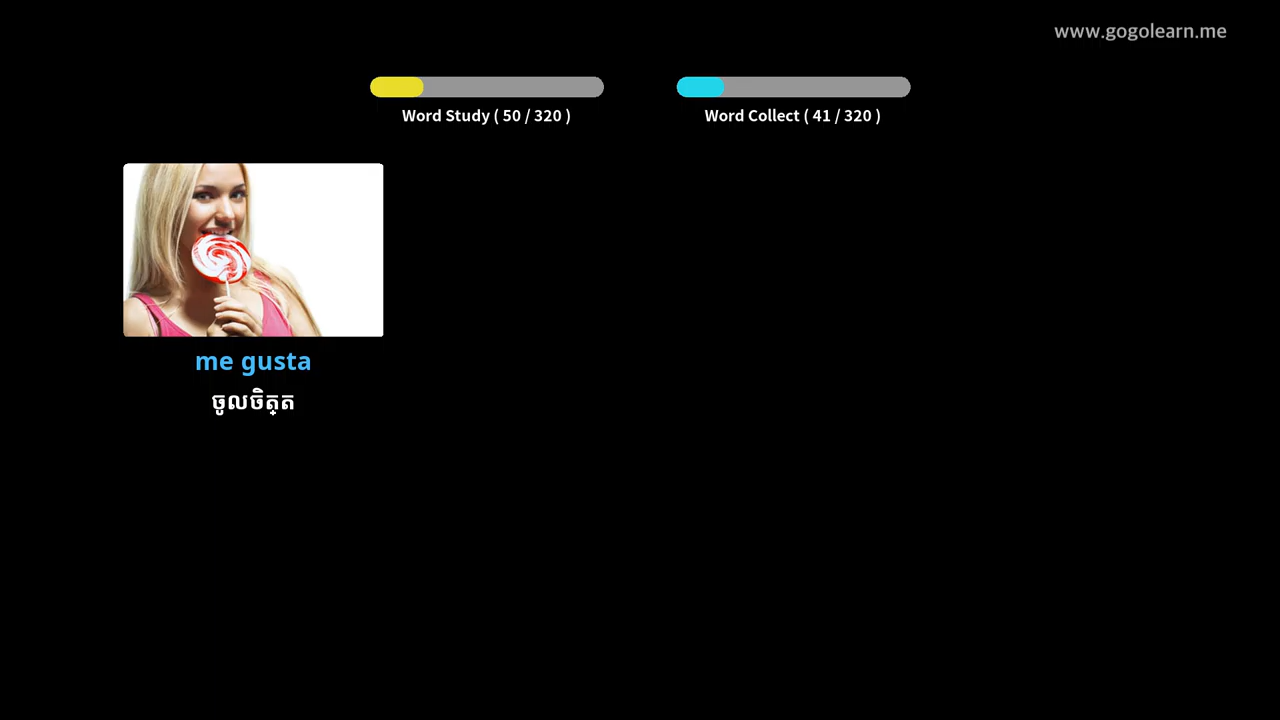 www.gogolearn.me
Word Study ( 50 / 320 )
Word Collect ( 41 / 320 )
me gusta
ចូលចិត្ត